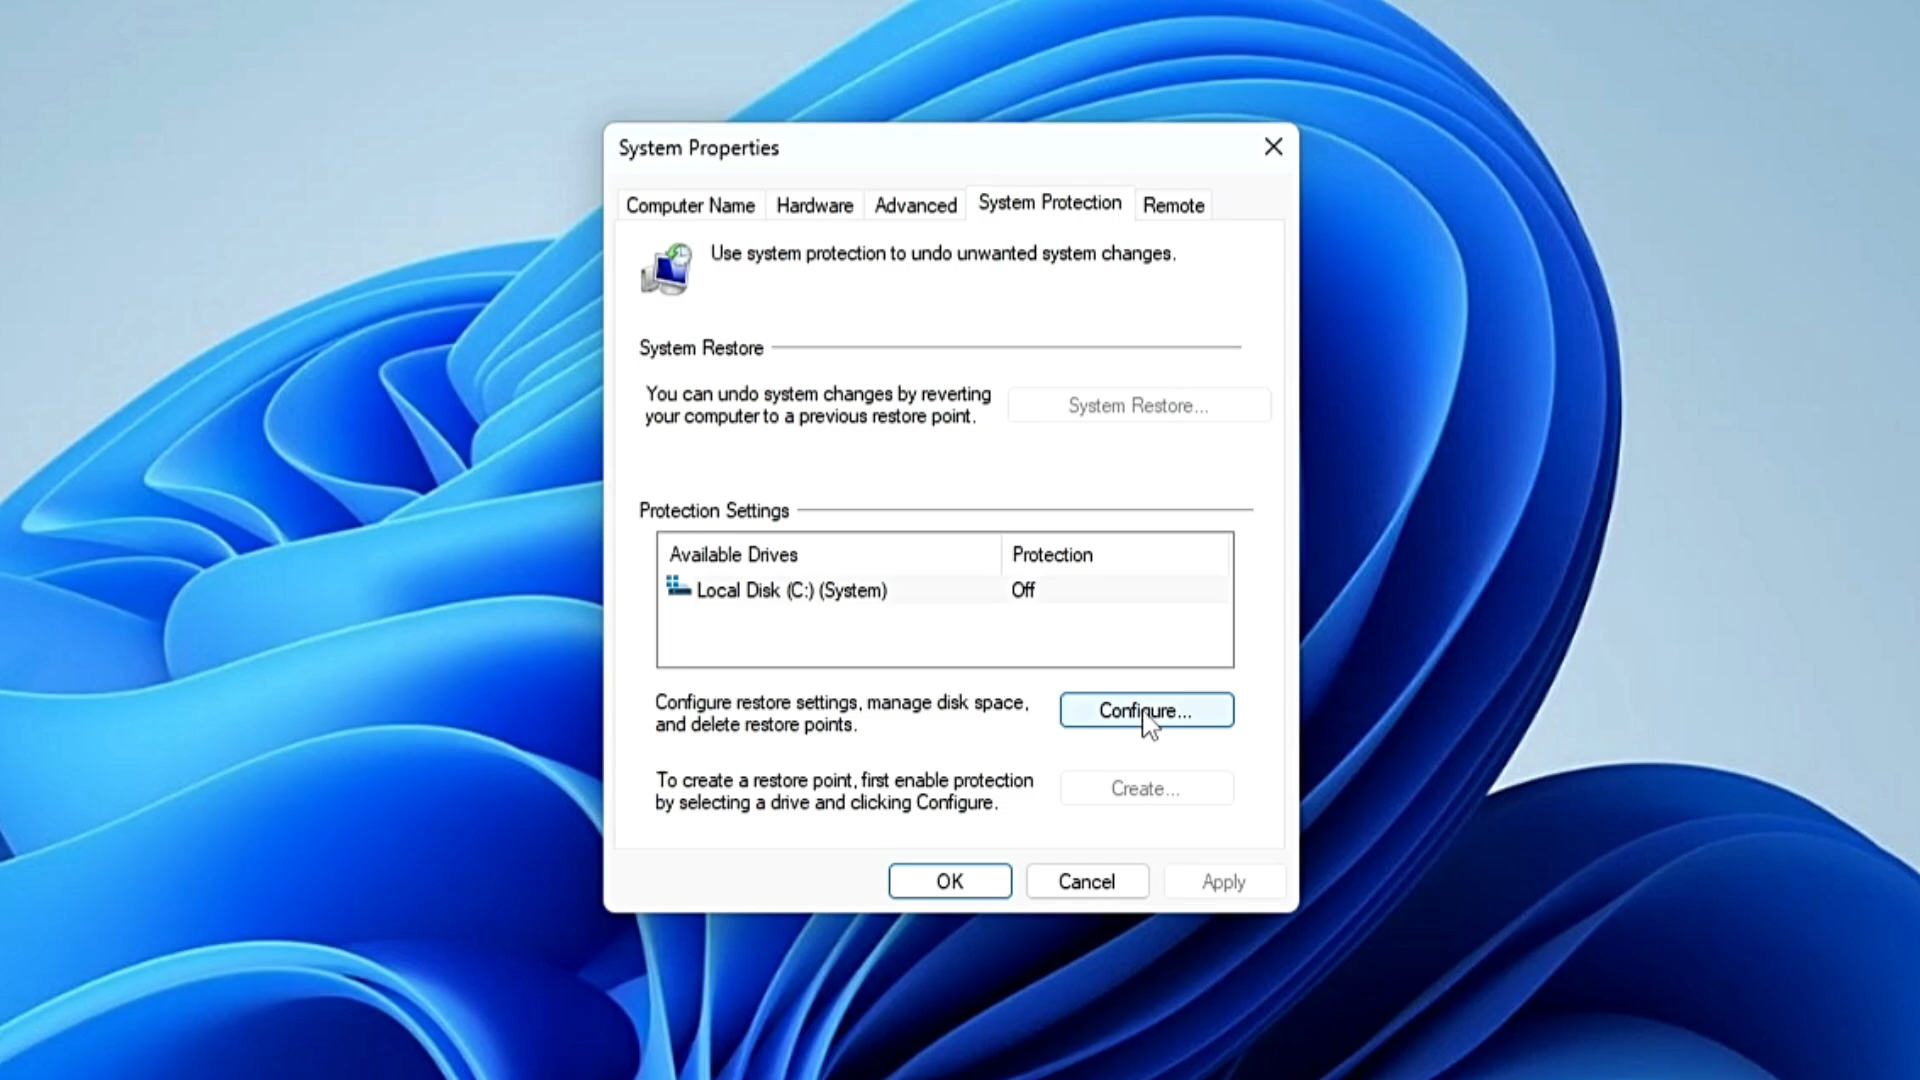 System Properties
Computer Name
Hardware
Advanced
System Protection
Remote
Use system protection to undo unwanted system changes.
System Restore
You can undo system changes by reverting
your computer to a previous restore point.
System Restore...
Protection Settings
Available Drives
Protection
Local Disk (C:) (System)
Off
Configure restore settings, manage disk space,
and delete restore points.
Configure...
To create a restore point, first enable protection
by selecting a drive and clicking Configure.
Create...
OK
Cancel
Apply